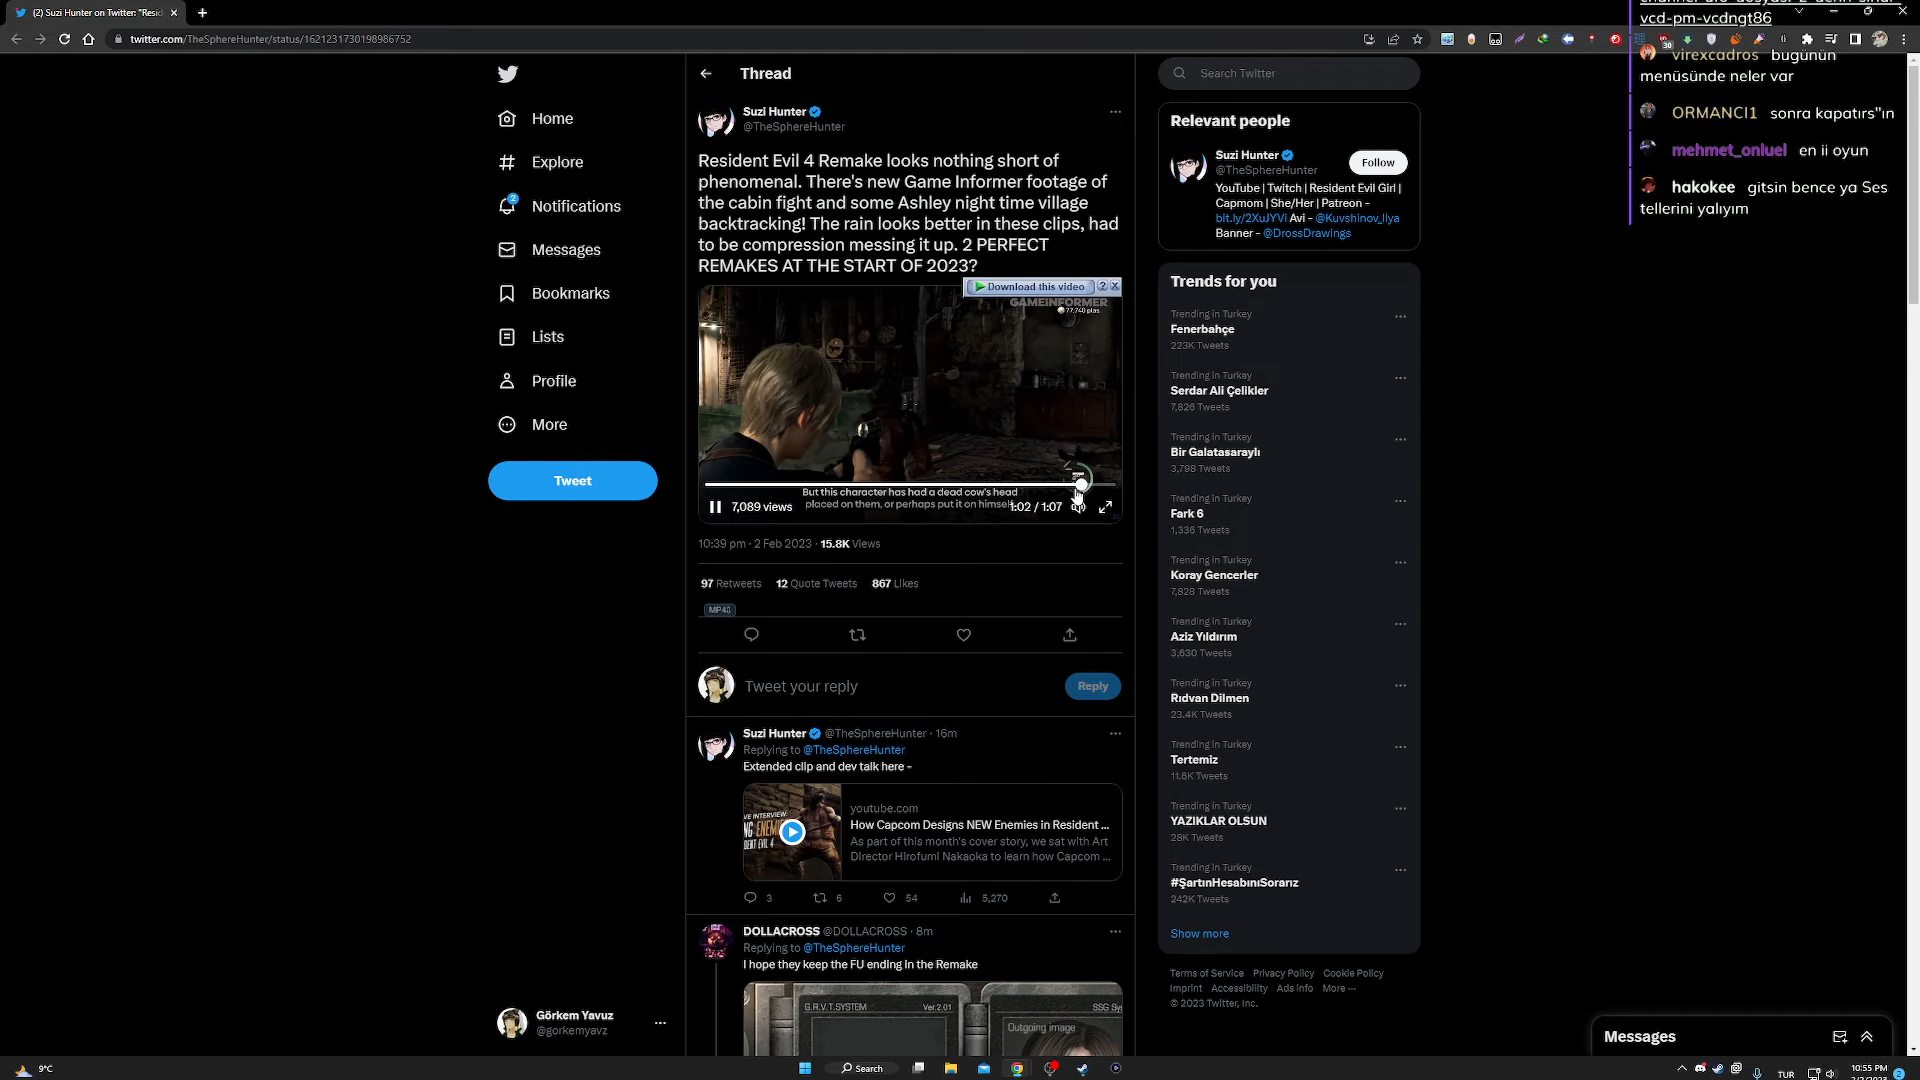 (2) Suzi Hunter on Twitter: "Resid
twitter.com/TheSphereHunter/status/1621231730198986752
vcd-pm-vcdngt86
virexcadros bugünün
menüsünde neler var
ORMANCI1 sonra kapatırs"ın
mehmet_onluel en ii oyun
hakokee gitsin bence ya Ses
tellerini yalıyım
Home
Explore
2
Notifications
Messages
Bookmarks
Lists
Profile
More
Tweet
Görkem Yavuz
@gorkemyavz
Thread
Suzi Hunter
@TheSphereHunter
Resident Evil 4 Remake looks nothing short of
phenomenal. There's new Game Informer footage of
the cabin fight and some Ashley night time village
backtracking! The rain looks better in these clips, had
to be compression messing it up. 2 PERFECT
REMAKES AT THE START OF 2023?
Download this video
GAMEINFORMER
77,740 ptas.
But this character has had a dead cow's head
placed on them, or perhaps put it on himself
7,089 views
1:02 / 1:07
10:39 pm · 2 Feb 2023 · 15.8K Views
97 Retweets 12 Quote Tweets 867 Likes
MP4
Tweet your reply
Reply
Suzi Hunter @TheSphereHunter · 16m
Replying to @TheSphereHunter
Extended clip and dev talk here -
youtube.com
How Capcom Designs NEW Enemies in Resident ...
As part of this month's cover story, we sat with Art
Director Hirofumi Nakaoka to learn how Capcom ...
3 6 54 5,270
DOLLACROSS @DOLLACROSS · 8m
Replying to @TheSphereHunter
I hope they keep the FU ending in the Remake
G.R.V.T.SYSTEM
Ver.2.01
SSG Sy
Outgoing image
Search Twitter
Relevant people
Suzi Hunter
@TheSphereHunter
Follow
YouTube | Twitch | Resident Evil Girl |
Capmom | She/Her | Patreon -
bit.ly/2XuJYVi Avi - @Kuvshinov_Ilya
Banner - @DrossDrawings
Trends for you
Trending in Turkey
Fenerbahçe
223K Tweets
Trending in Turkey
Serdar Ali Çelikler
7,826 Tweets
Trending in Turkey
Bir Galatasaraylı
3,798 Tweets
Trending in Turkey
Fark 6
1,336 Tweets
Trending in Turkey
Koray Gencerler
7,828 Tweets
Trending in Turkey
Aziz Yıldırım
3,630 Tweets
Trending in Turkey
Rıdvan Dilmen
23.4K Tweets
Trending in Turkey
Tertemiz
11.6K Tweets
Trending in Turkey
YAZIKLAR OLSUN
28K Tweets
Trending in Turkey
#ŞartınHesabınıSorarız
242K Tweets
Show more
Terms of Service Privacy Policy Cookie Policy
Imprint Accessibility Ads info More ...
© 2023 Twitter, Inc.
Messages
9°C
Search
TUR
10:55 PM
2